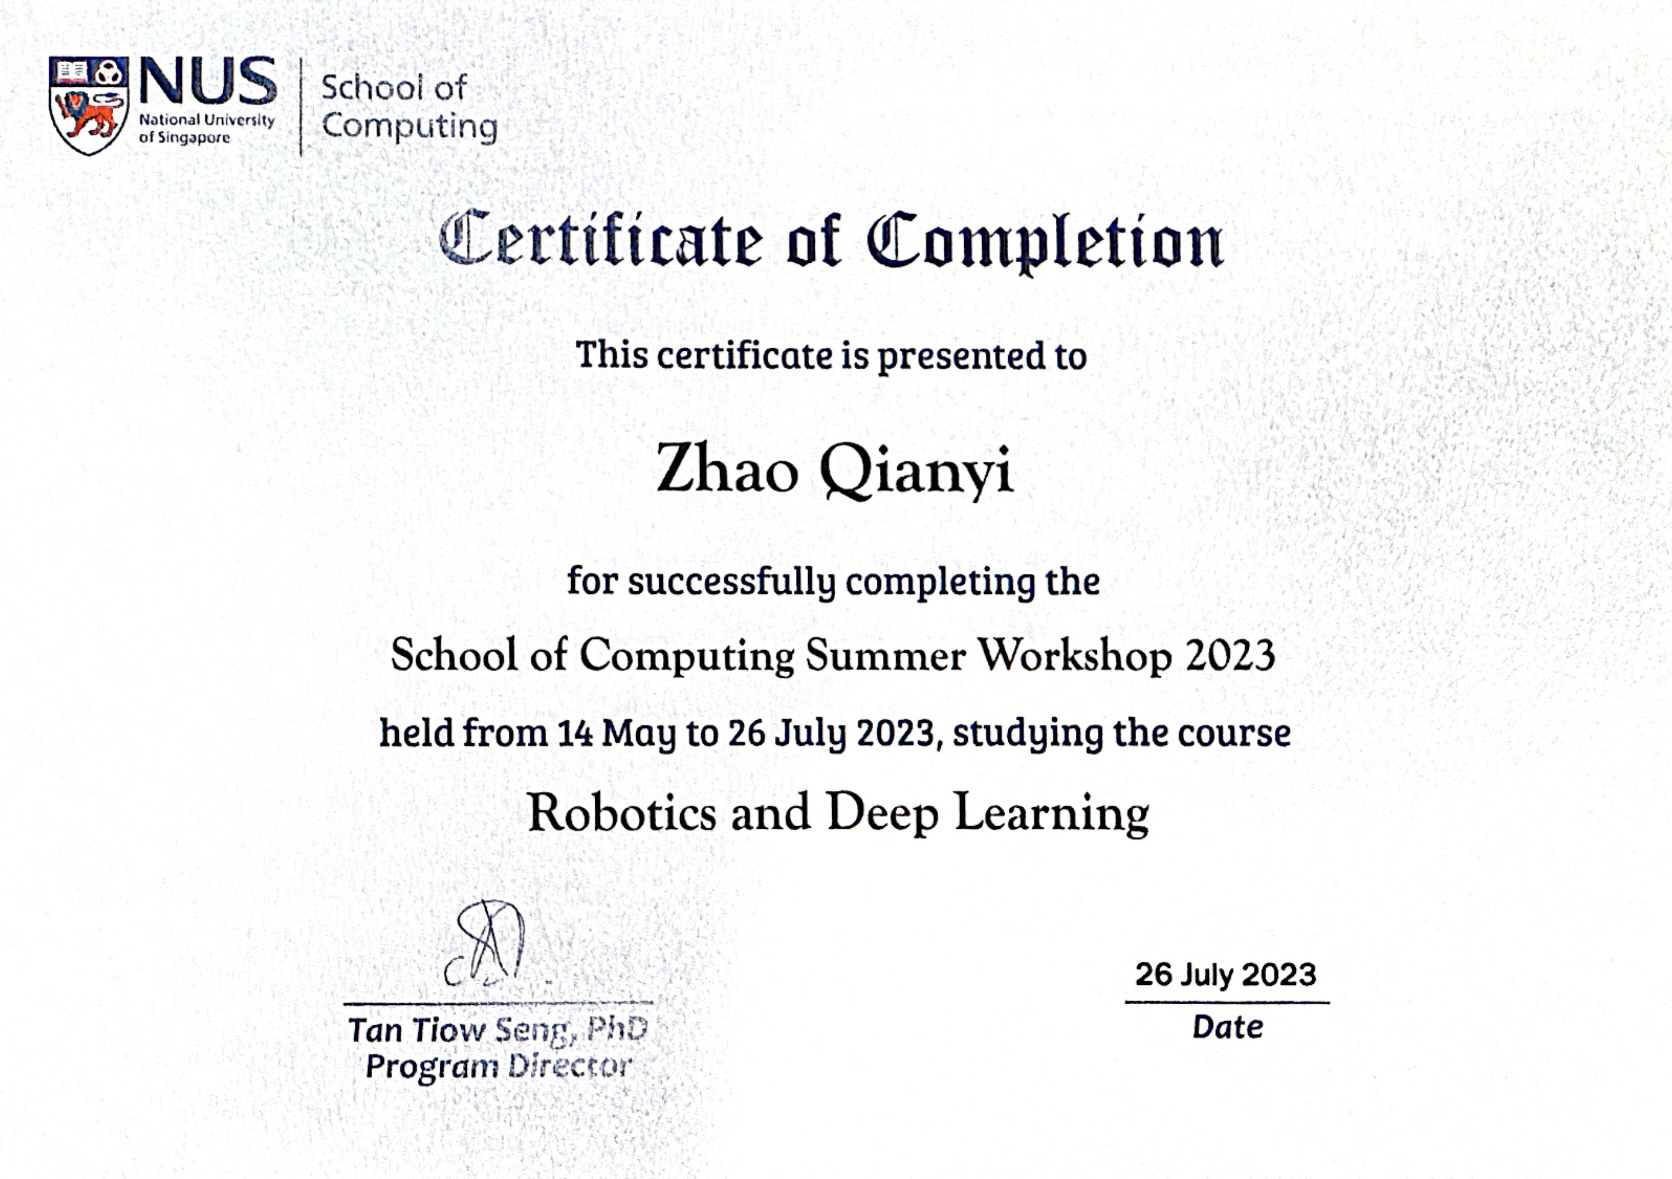 NUS
National University
of Singapore
School of
Computing
Certificate of Completion
This certificate is presented to
Zhao Qianyi
for successfully completing the
School of Computing Summer Workshop 2023
held from 14 May to 26 July 2023, studying the course
Robotics and Deep Learning
Tan Tiow Seng, PhD
Program Director
26 July 2023
Date